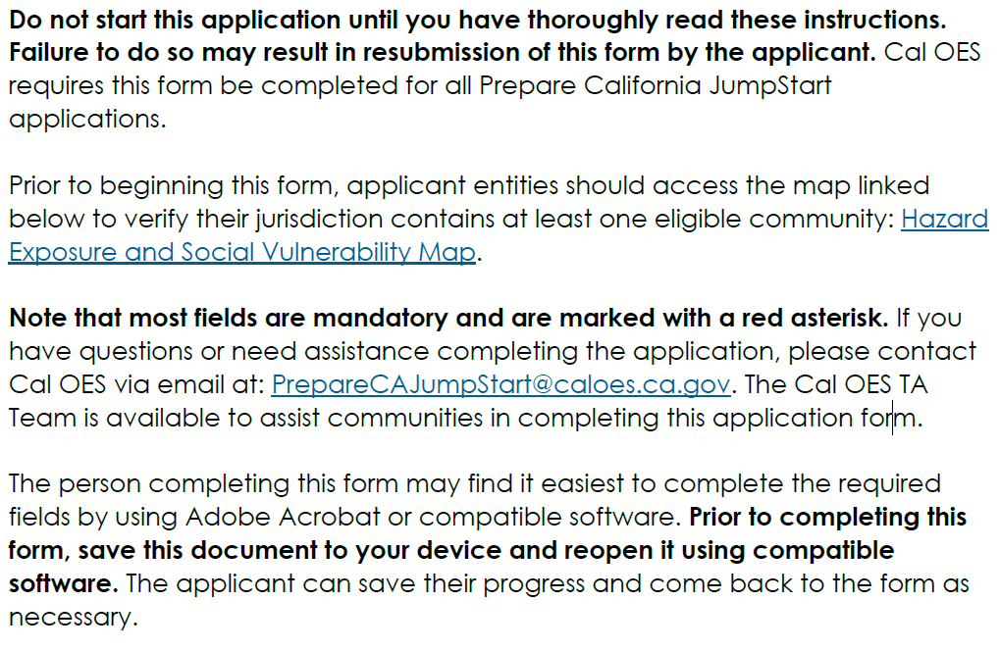 Do not start this application until you have thoroughly read these instructions.
Failure to do so may result in resubmission of this form by the applicant. Cal OES
requires this form be completed for all Prepare California JumpStart
applications.
Prior to beginning this form, applicant entities should access the map linked
below to verify their jurisdiction contains at least one eligible community: Hazard
Exposure and Social Vulnerability Map.
Note that most fields are mandatory and are marked with a red asterisk. If you
have questions or need assistance completing the application, please contact
Cal OES via email at: PrepareCAJumpStart@caloes.ca.gov. The Cal OES TA
Team is available to assist communities in completing this application form.
The person completing this form may find it easiest to complete the required
fields by using Adobe Acrobat or compatible software. Prior to completing this
form, save this document to your device and reopen it using compatible
software. The applicant can save their progress and come back to the form as
necessary.